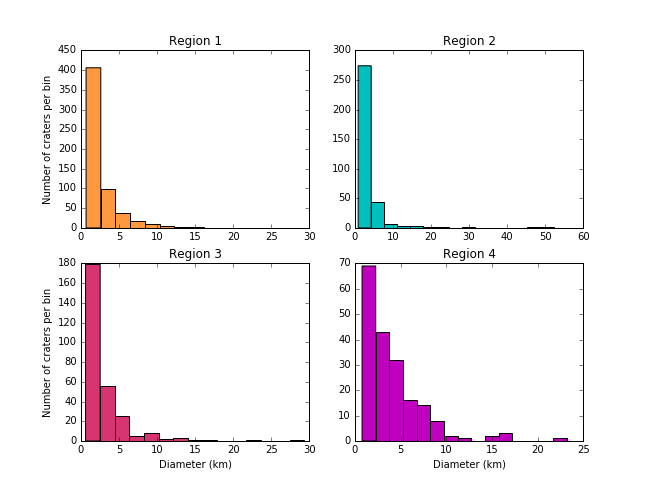 Region 1
Region 2
450
400
350
300
250
200
150
100
50
0
Number of craters per bin
0 5 10 15 20 25 30
300
250
200
150
100
50
0
0 10 20 30 40 50 60
Region 3
Region 4
180
160
140
120
100
80
60
40
20
0
Number of craters per bin
0 5 10 15 20 25 30
Diameter (km)
70
60
50
40
30
20
10
0
0 5 10 15 20 25
Diameter (km)